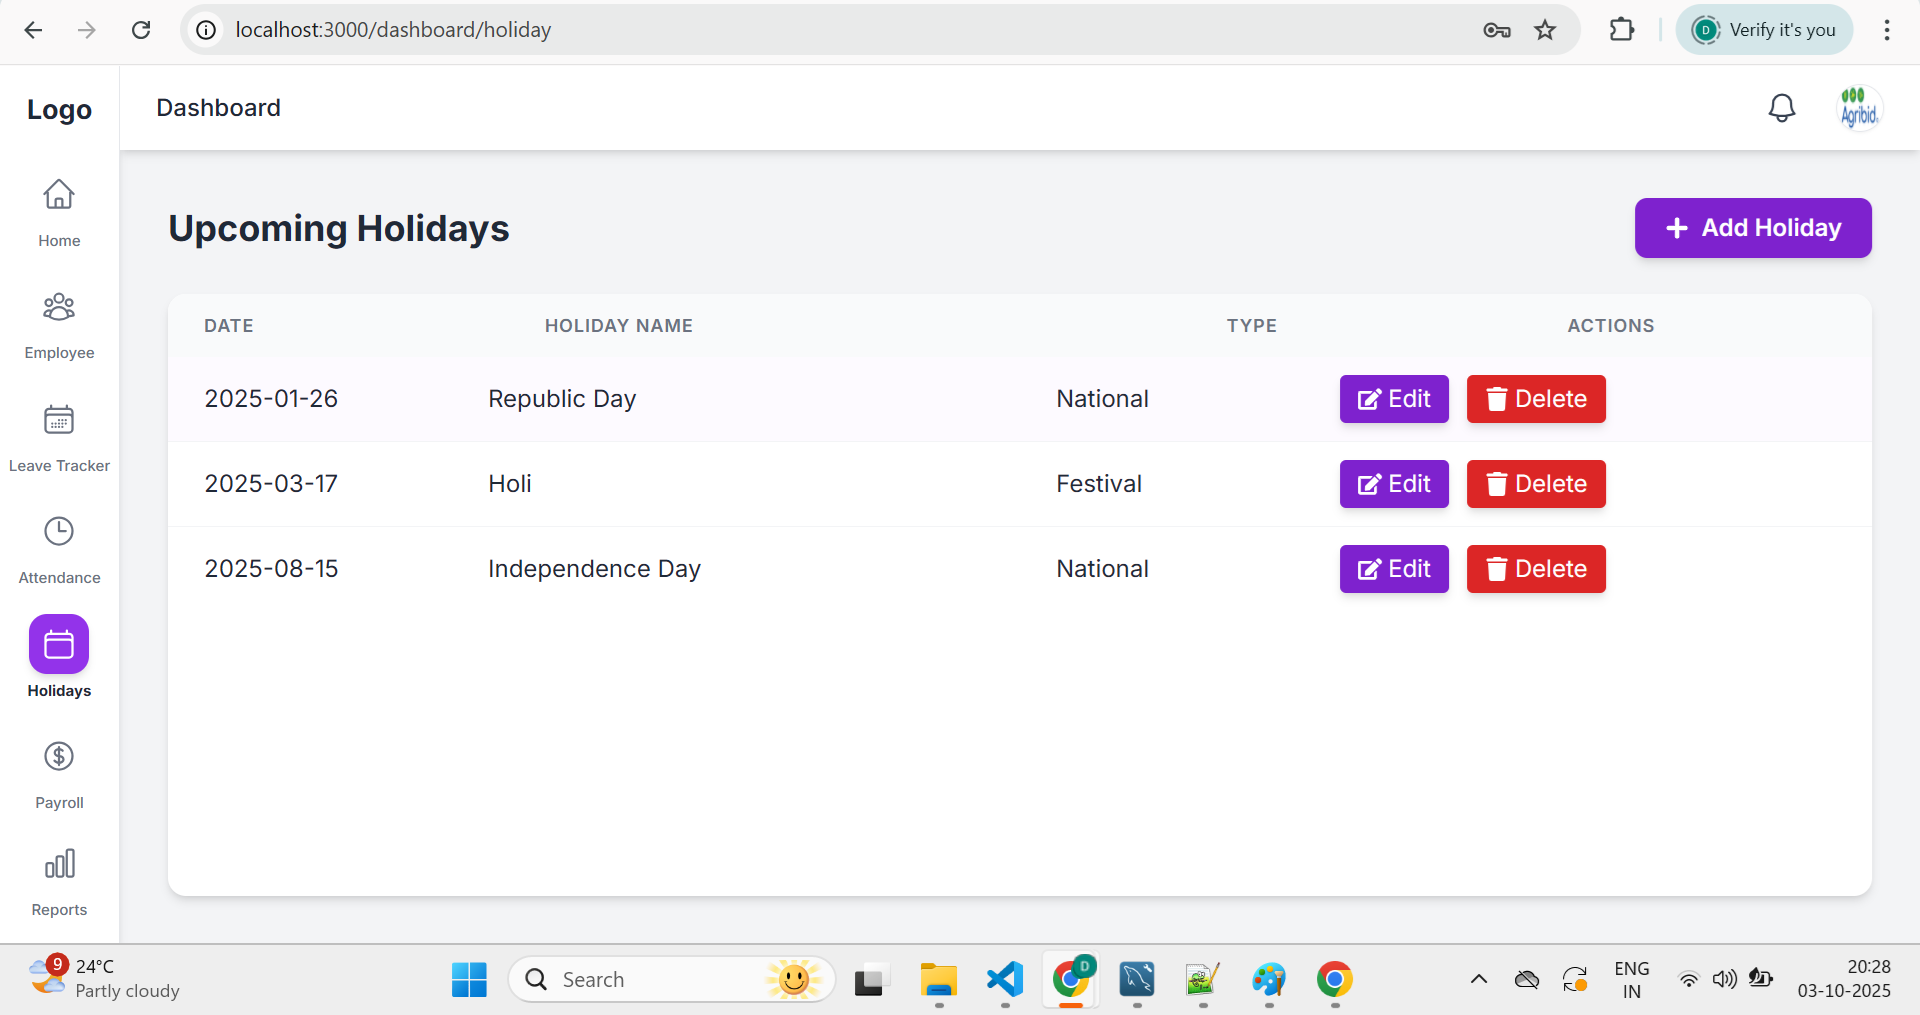 localhost:3000/dashboard/holiday
D Verify it's you
Logo
Dashboard
Agribid
Home
Employee
Leave Tracker
Attendance
Holidays
Payroll
Reports
Upcoming Holidays
Add Holiday
DATE HOLIDAY NAME TYPE ACTIONS
2025-01-26 Republic Day National Edit Delete
2025-03-17 Holi Festival Edit Delete
2025-08-15 Independence Day National Edit Delete
9
24°C
Partly cloudy
Search
D
ENG
IN
20:28
03-10-2025